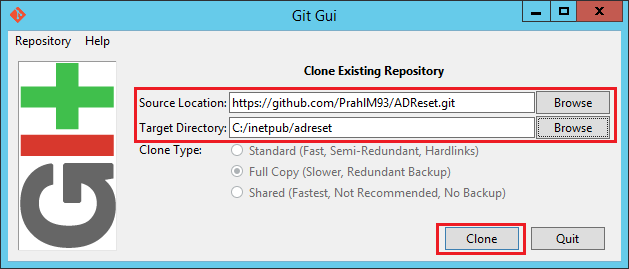 Git Gui
Repository Help
GIT
Clone Existing Repository
Source Location: https://github.com/PrahlM93/ADReset.git Browse
Target Directory: C:/inetpub/adreset Browse
Clone Type: Standard (Fast, Semi-Redundant, Hardlinks)
Full Copy (Slower, Redundant Backup)
Shared (Fastest, Not Recommended, No Backup)
Clone Quit